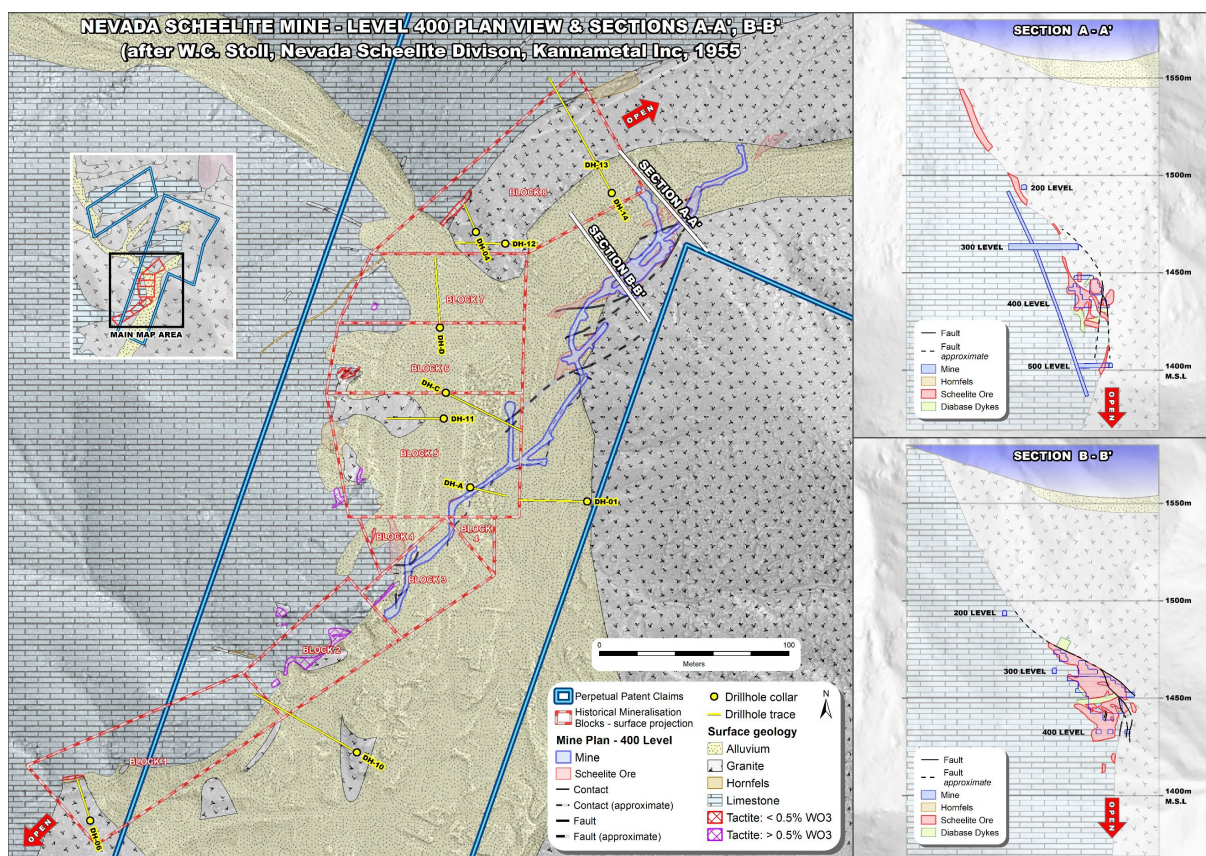 NEVADA SCHEELITE MINE - LEVEL 400 PLAN VIEW & SECTIONS A-A', B-B'
(after W.C. Stoll, Nevada Scheelite Divison, Kannametal Inc, 1955
MAIN MAP AREA
OPEN
DH-13
BLOCK 8
DH-14
SECTION A-A'
DH-04
DH-12
SECTION B-B'
BLOCK 7
DH-D
BLOCK 6
DH-C
DH-11
BLOCK 5
DH-A
DH-01
BLOCK 4
BLOCK 4
BLOCK 3
BLOCK 2
BLOCK 1
DH-10
DH-06
OPEN
0 100
Meters
N
Perpetual Patent Claims
Historical Mineralisation
Blocks - surface projection
Mine Plan - 400 Level
Mine
Scheelite Ore
Contact
Contact (approximate)
Fault
Fault (approximate)
Drillhole collar
Drillhole trace
Surface geology
Alluvium
Granite
Hornfels
Limestone
Tactite: < 0.5% WO3
Tactite: > 0.5% WO3
SECTION A - A'
1550m
1500m
200 LEVEL
300 LEVEL
1450m
400 LEVEL
500 LEVEL
1400m
M.S.L
Fault
Fault
approximate
Mine
Hornfels
Scheelite Ore
Diabase Dykes
OPEN
SECTION B - B'
1550m
1500m
200 LEVEL
300 LEVEL
1450m
400 LEVEL
1400m
M.S.L
Fault
Fault
approximate
Mine
Hornfels
Scheelite Ore
Diabase Dykes
OPEN